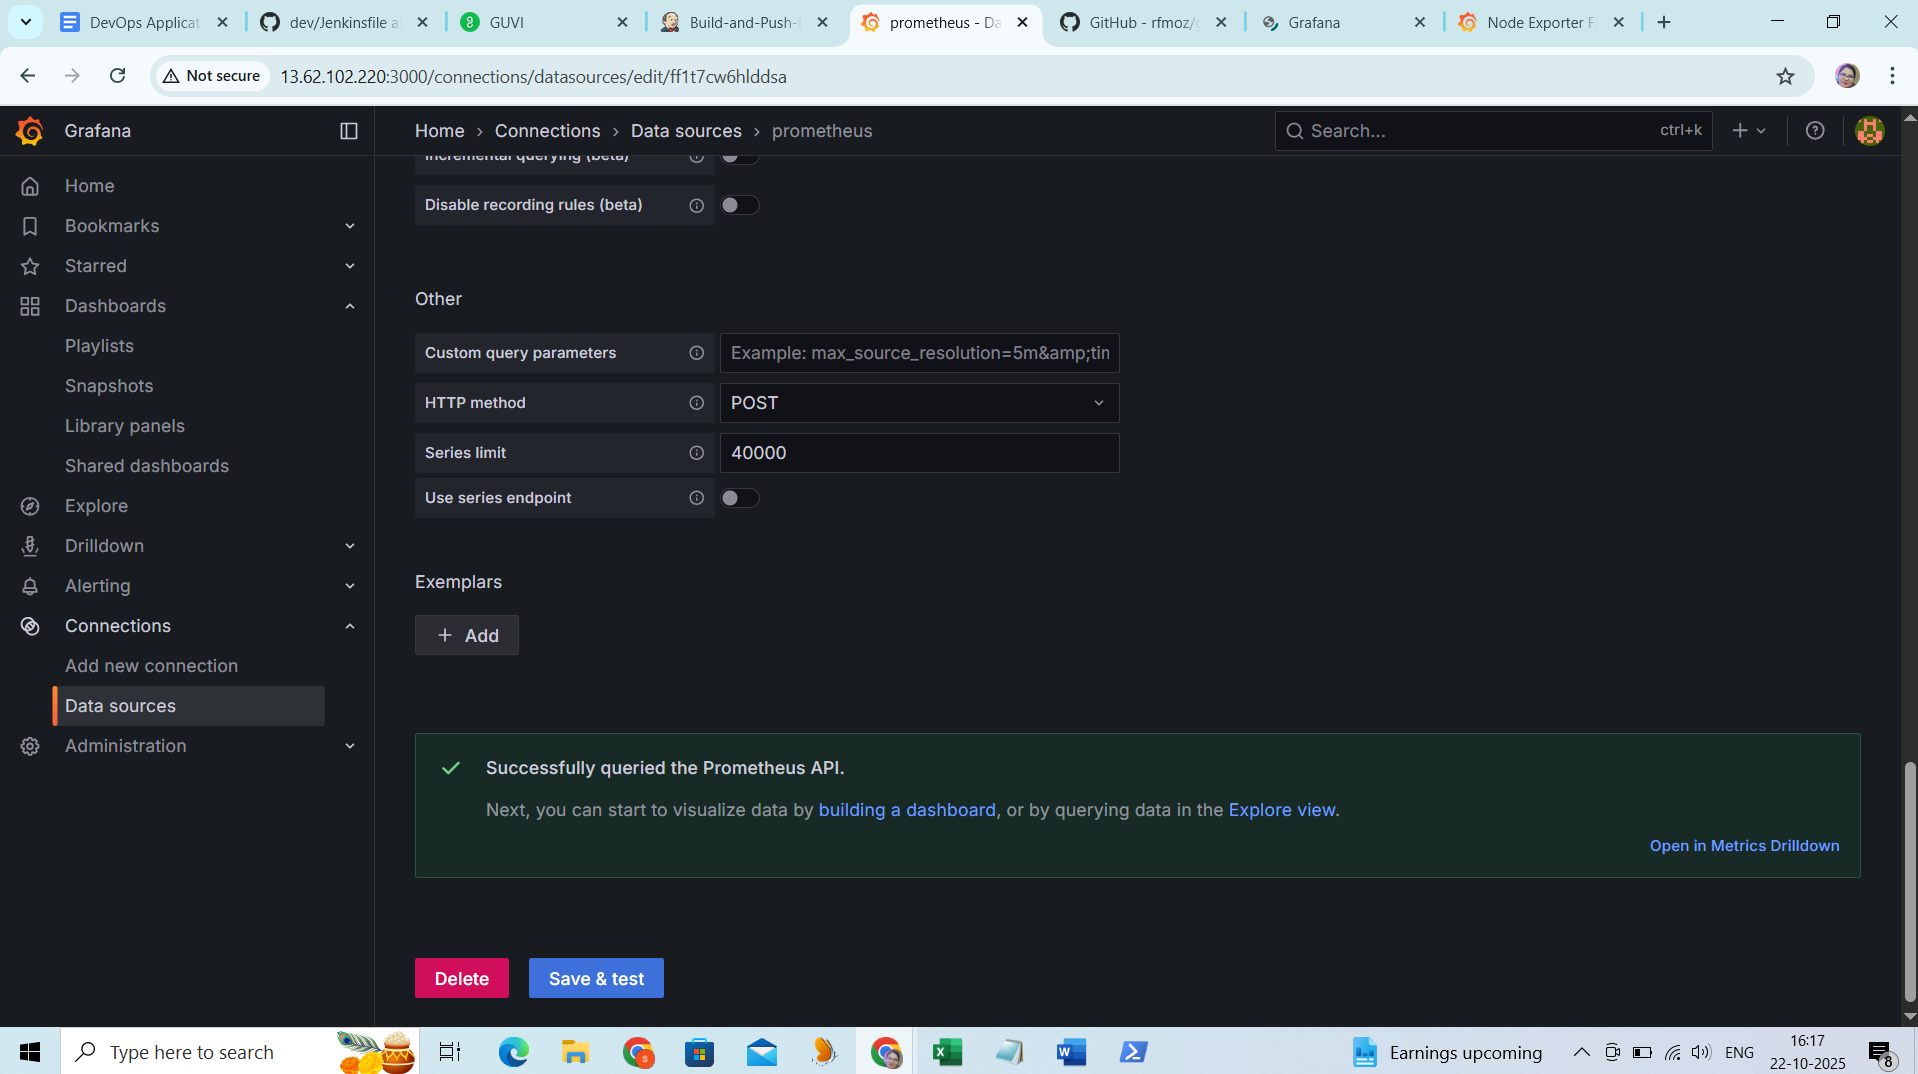 DevOps Applicat
dev/Jenkinsfile a
GUVI
Build-and-Push-
prometheus - Da
GitHub - rfmoz/g
Grafana
Node Exporter F
Not secure
13.62.102.220:3000/connections/datasources/edit/ff1t7cw6hlddsa
Grafana
Home › Connections › Data sources › prometheus
Search...
ctrl+k
Home
Bookmarks
Starred
Dashboards
Playlists
Snapshots
Library panels
Shared dashboards
Explore
Drilldown
Alerting
Connections
Add new connection
Data sources
Administration
Incremental querying (beta)
Disable recording rules (beta)
Other
Custom query parameters
Example: max_source_resolution=5m&amp;tin
HTTP method
POST
Series limit
40000
Use series endpoint
Exemplars
+ Add
Successfully queried the Prometheus API.
Next, you can start to visualize data by building a dashboard, or by querying data in the Explore view.
Open in Metrics Drilldown
Delete
Save & test
Type here to search
Earnings upcoming
ENG
16:17
22-10-2025
8